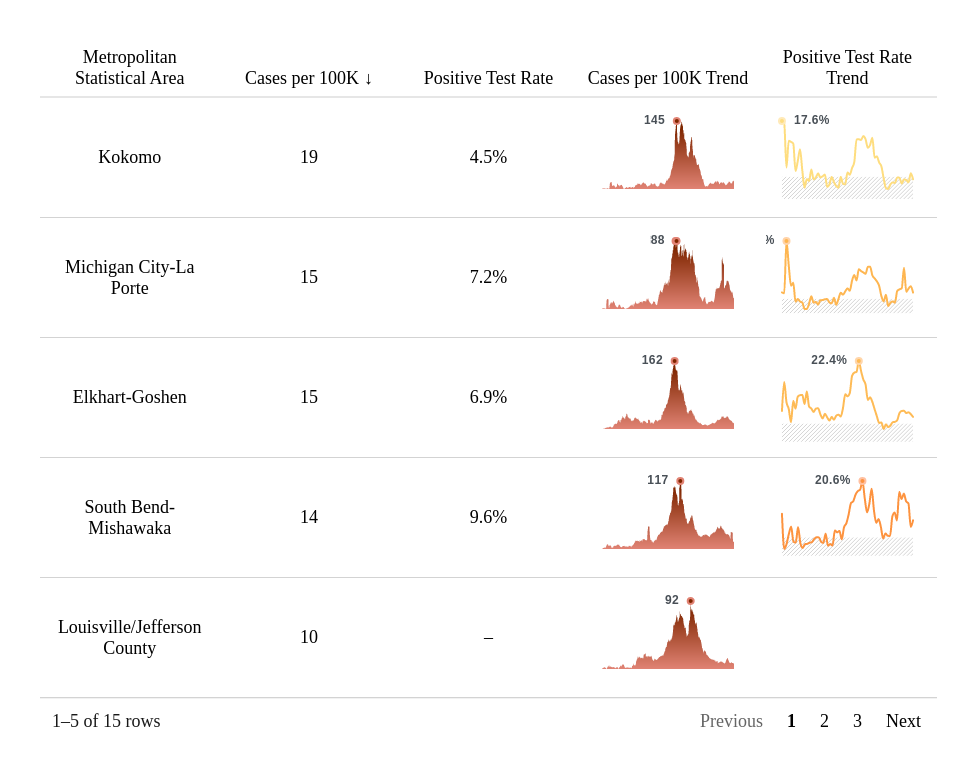 Metropolitan
Statistical Area
Cases per 100K ↓
Positive Test Rate
Cases per 100K Trend
Positive Test Rate
Trend
Kokomo
19
4.5%
145
17.6%
Michigan City-La
Porte
15
7.2%
88
%
Elkhart-Goshen
15
6.9%
162
22.4%
South Bend-
Mishawaka
14
9.6%
117
20.6%
Louisville/Jefferson
County
10
–
92
1–5 of 15 rows
Previous 1 2 3 Next